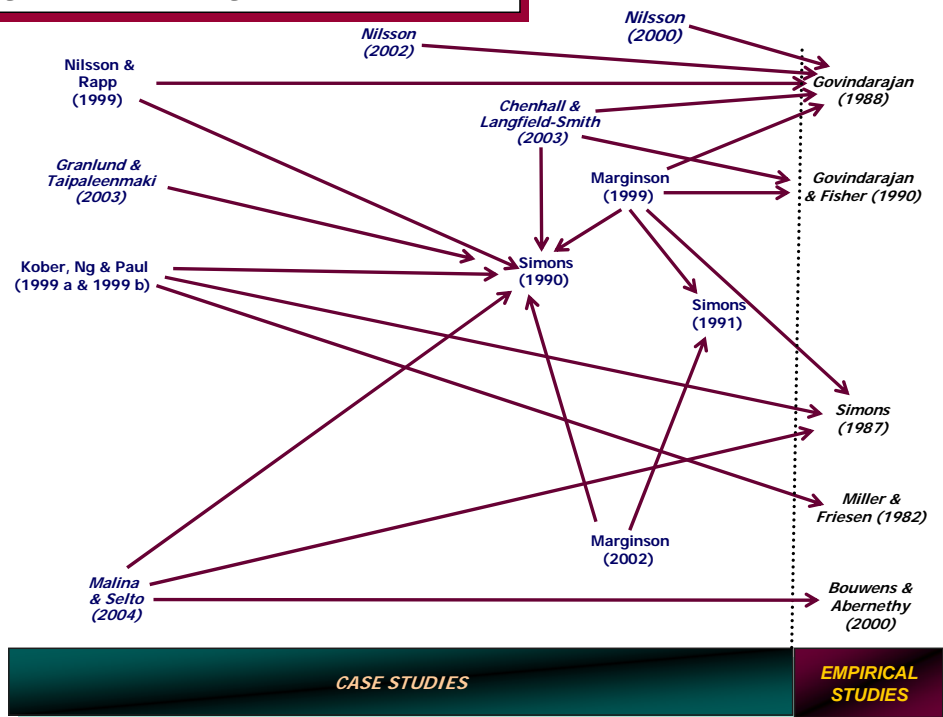 Nilsson
(2000)
Nilsson
(2002)
Nilsson &
Rapp
(1999)
Govindarajan
(1988)
Chenhall &
Langfield-Smith
(2003)
Granlund &
Taipaleenmaki
(2003)
Marginson
(1999)
Govindarajan
& Fisher (1990)
Kober, Ng & Paul
(1999 a & 1999 b)
Simons
(1990)
Simons
(1991)
Simons
(1987)
Miller &
Friesen (1982)
Marginson
(2002)
Malina
& Selto
(2004)
Bouwens &
Abernethy
(2000)
CASE STUDIES
EMPIRICAL
STUDIES